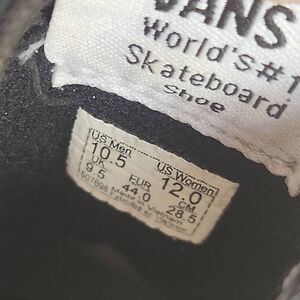 VANS
World's #1
Skateboard
Shoe
US Men US Women
10.5 12.0
UK EUR CM
9.5 44.0 28.5
507698 Made in Vietnam